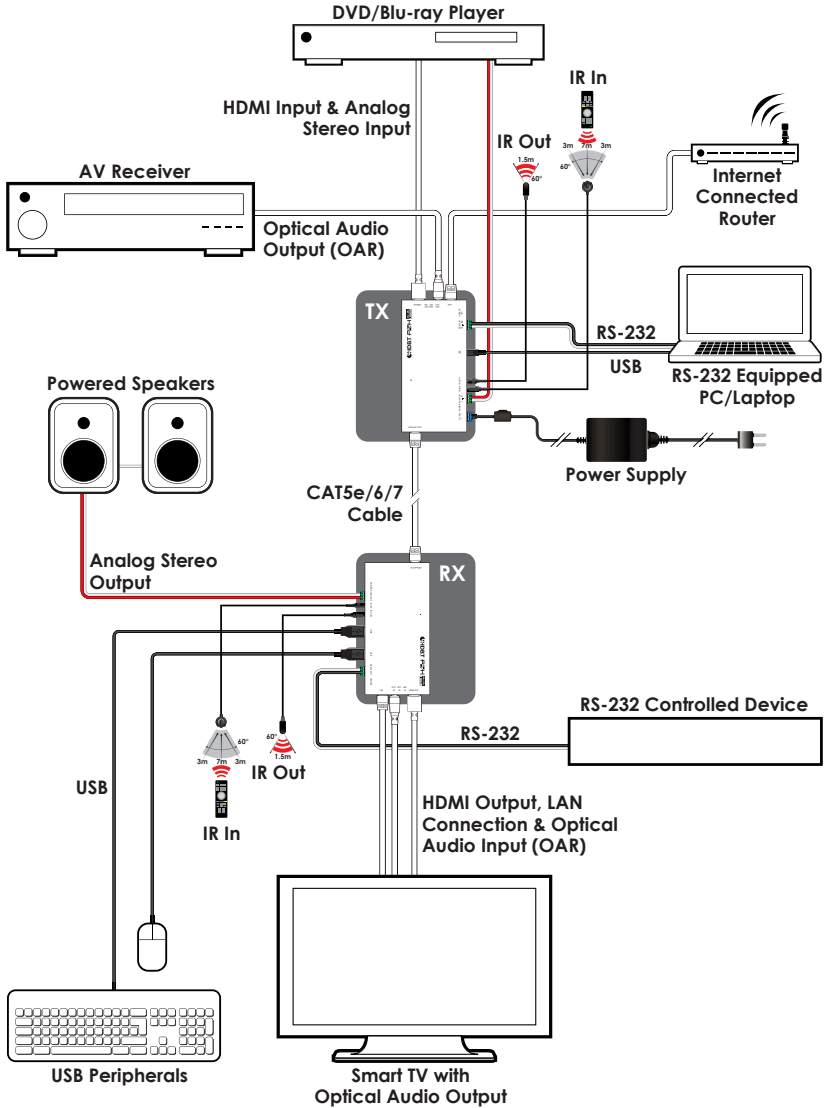 DVD/Blu-ray Player
HDMI Input & Analog
Stereo Input
IR In
IR Out
3m 7m 3m
60°
1.5m
60°
AV Receiver
Internet
Connected
Router
Optical Audio
Output (OAR)
TX
RS-232
USB
RS-232 Equipped
PC/Laptop
Powered Speakers
Power Supply
CAT5e/6/7
Cable
Analog Stereo
Output
RX
RS-232 Controlled Device
RS-232
60°
3m 7m 3m
60°
1.5m
IR Out
USB
IR In
HDMI Output, LAN
Connection & Optical
Audio Input (OAR)
USB Peripherals
Smart TV with
Optical Audio Output